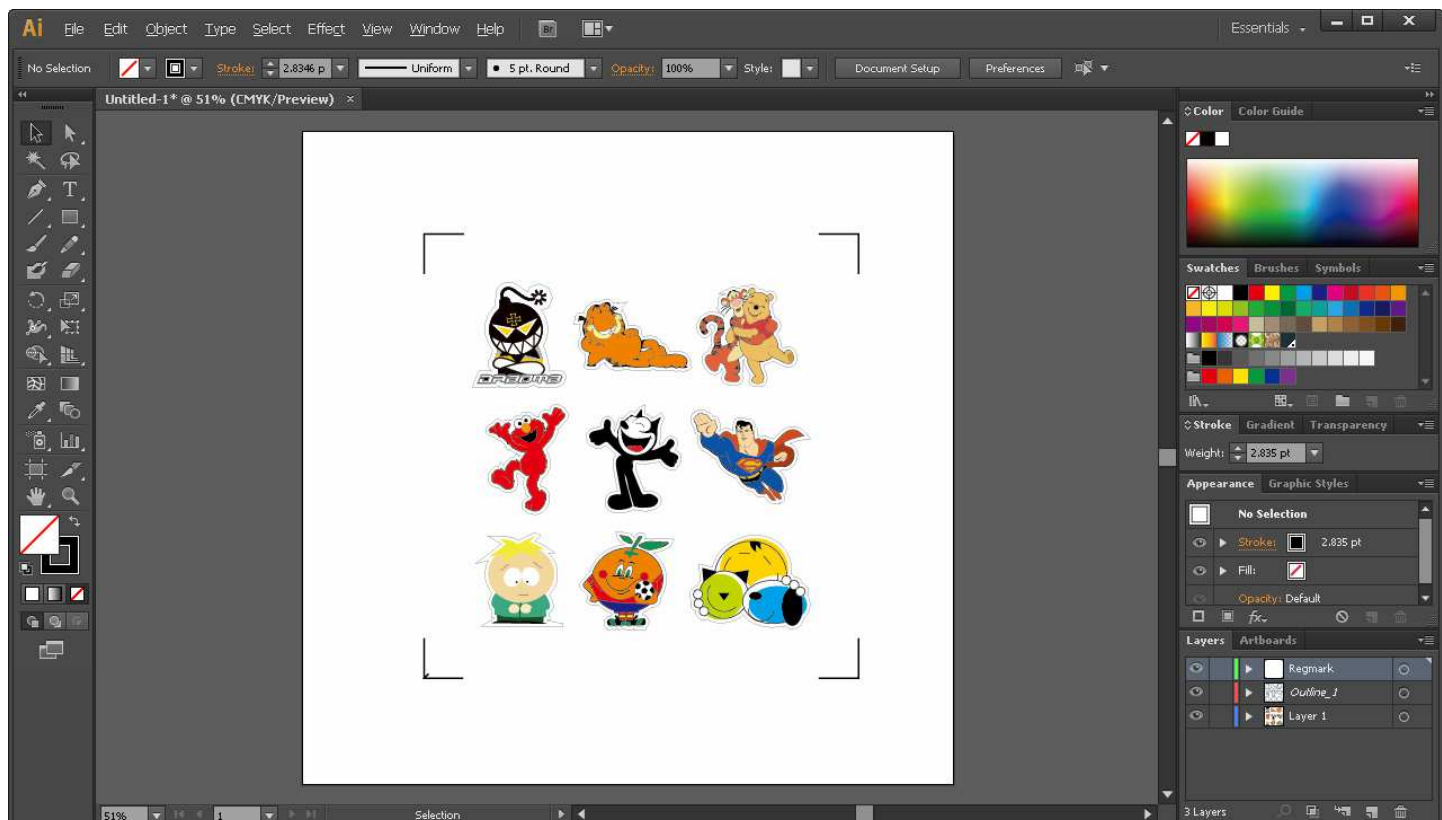 Ai File Edit Object Type Select Effect View Window Help Br Essentials
No Selection Stroke: 2.8346 p Uniform 5 pt. Round Opacity: 100% Style: Document Setup Preferences
Untitled-1* @ 51% (CMYK/Preview) ×
Color Color Guide
Swatches Brushes Symbols
Stroke Gradient Transparency
Weight: 2.835 pt
Appearance Graphic Styles
No Selection
Stroke: 2.835 pt
Fill:
Opacity: Default
fx
Layers Artboards
Regmark
Outline_1
Layer 1
3 Layers
51% 1 Selection